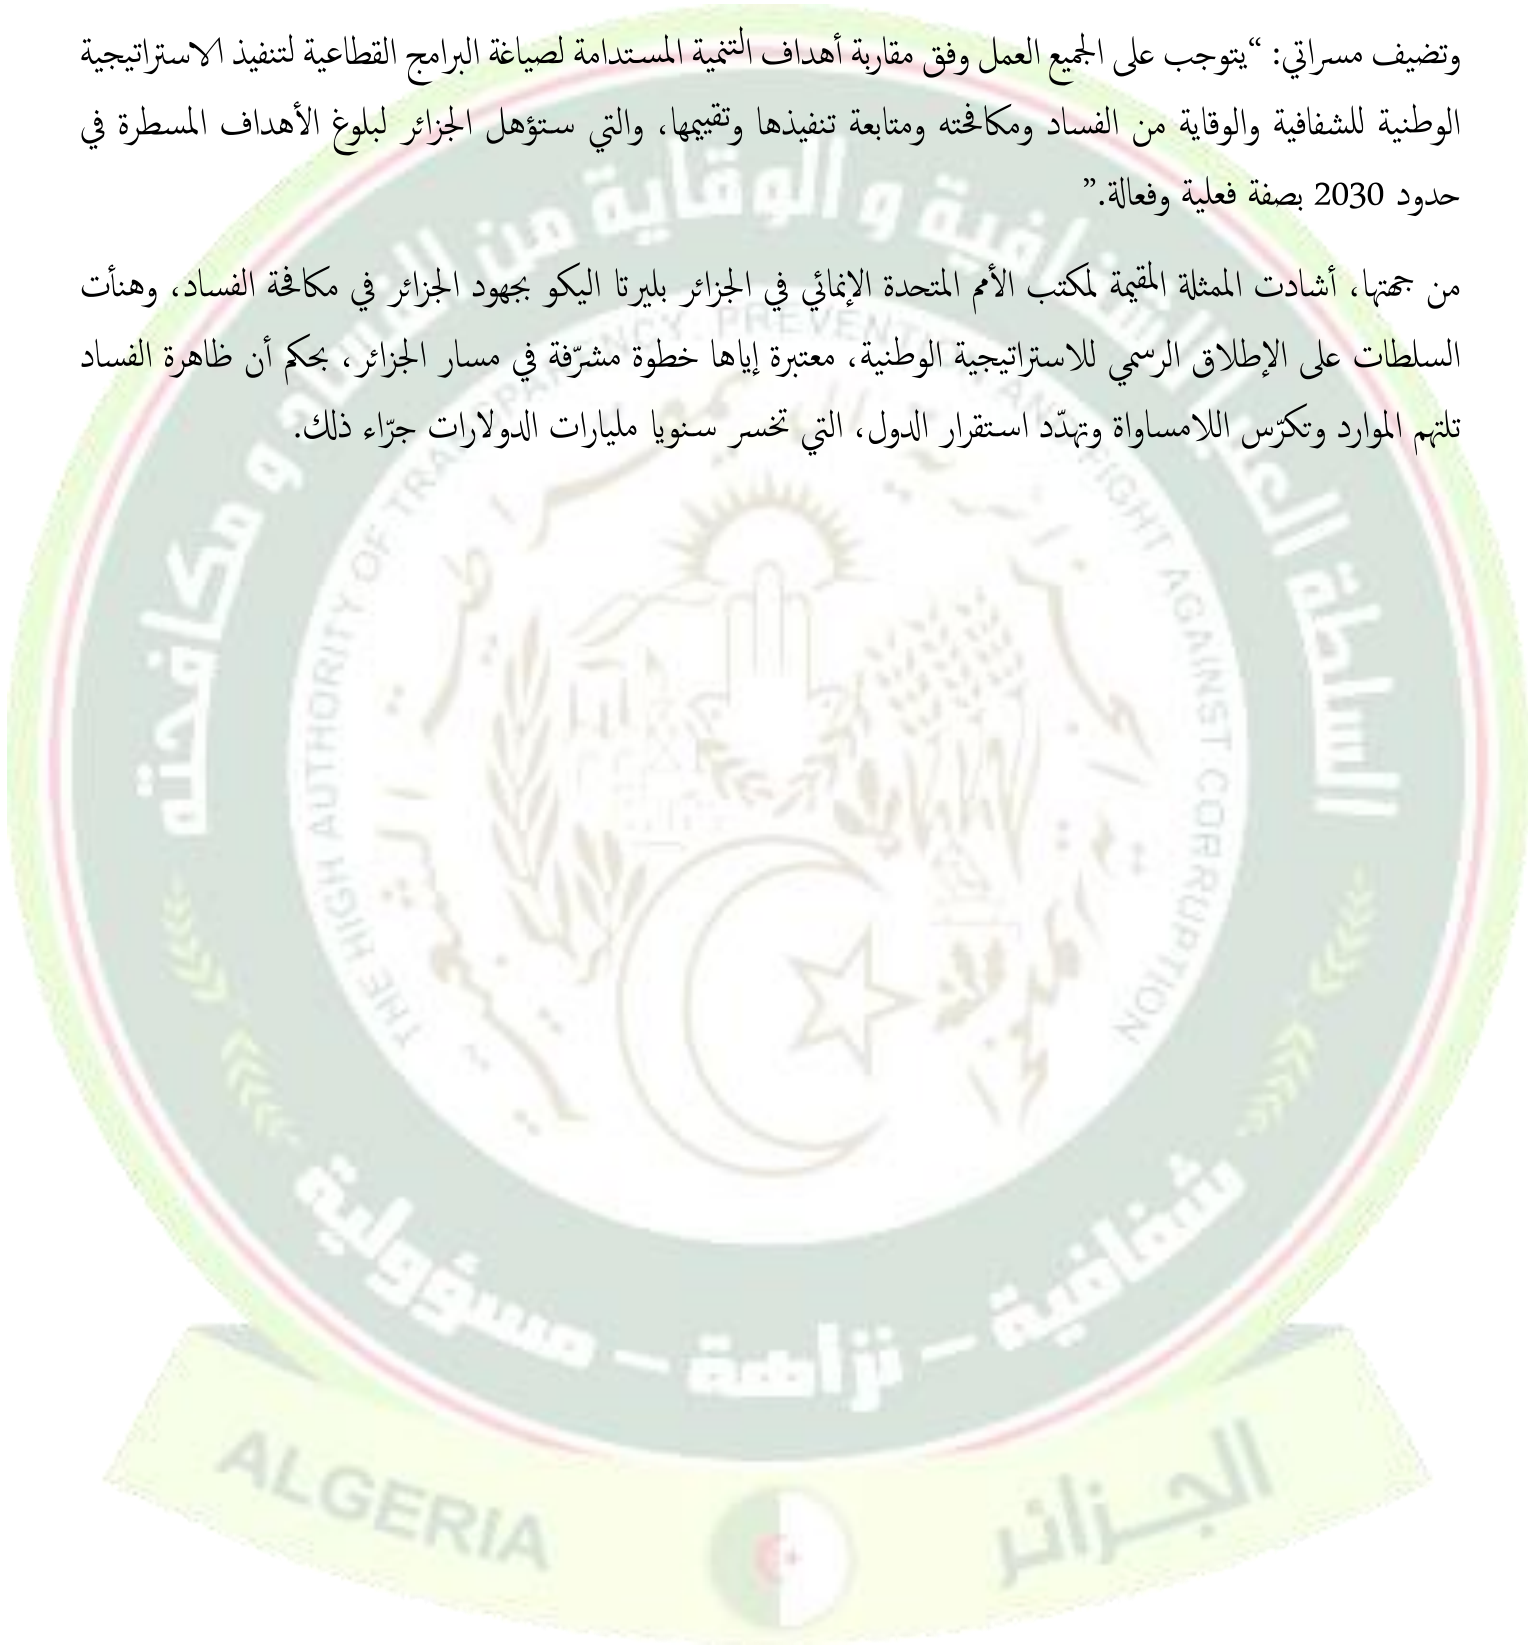 وتضيف مسراتي: “يتوجب على الجميع العمل وفق مقاربة أهداف التنمية المستدامة لصياغة البرامج القطاعية لتنفيذ الاستراتيجية
الوطنية للشفافية والوقاية من الفساد ومكافحته ومتابعة تنفيذها وتقييمها، والتي ستؤهل الجزائر لبلوغ الأهداف المسطرة في
حدود 2030 بصفة فعلية وفعالة.”
من جهتها، أشادت الممثلة المقيمة لمكتب الأمم المتحدة الإنمائي في الجزائر بليرتا اليكو بجهود الجزائر في مكافحة الفساد، وهنأت
السلطات على الإطلاق الرسمي للاستراتيجية الوطنية، معتبرة إياها خطوة مشرّفة في مسار الجزائر، بحكم أن ظاهرة الفساد
تلتهم الموارد وتكرّس اللامساواة وتهدّد استقرار الدول، التي تخسر سنويا مليارات الدولارات جرّاء ذلك.
السلطة العليا للشفافية و الوقاية من الفساد و مكافحته
THE HIGH AUTHORITY OF TRANSPARENCY, PREVENTION AND FIGHT AGAINST CORRUPTION
شفافية – نزاهة – مسؤولية
ALGERIA
الجـزائر